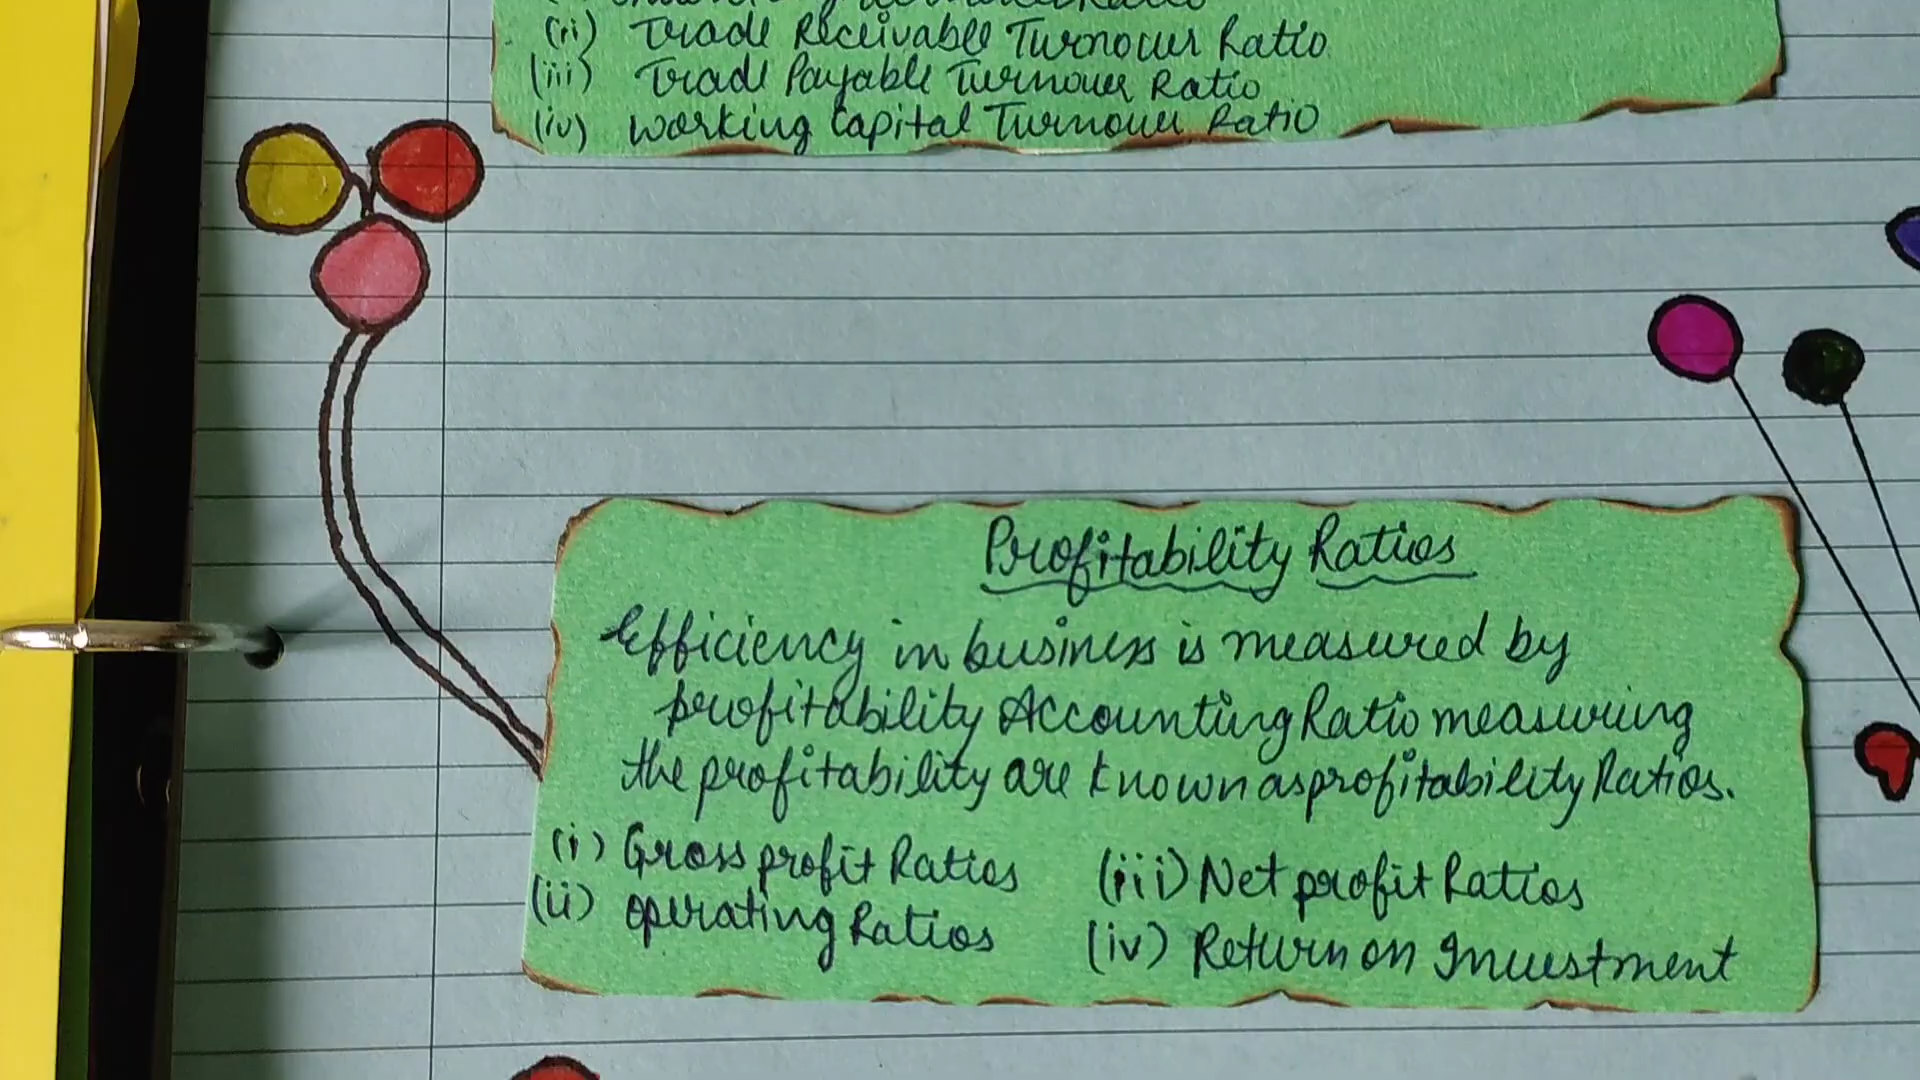 (ii) Trade Receivable Turnover Ratio
(iii) Trade Payable Turnover Ratio
(iv) Working Capital Turnover Ratio
Profitability Ratios
Efficiency in business is measured by
profitability Accounting Ratio measuring
the profitability are known as profitability Ratios.
(i) Gross profit Ratios
(ii) operating Ratios
(iii) Net profit Ratios
(iv) Return on Investment